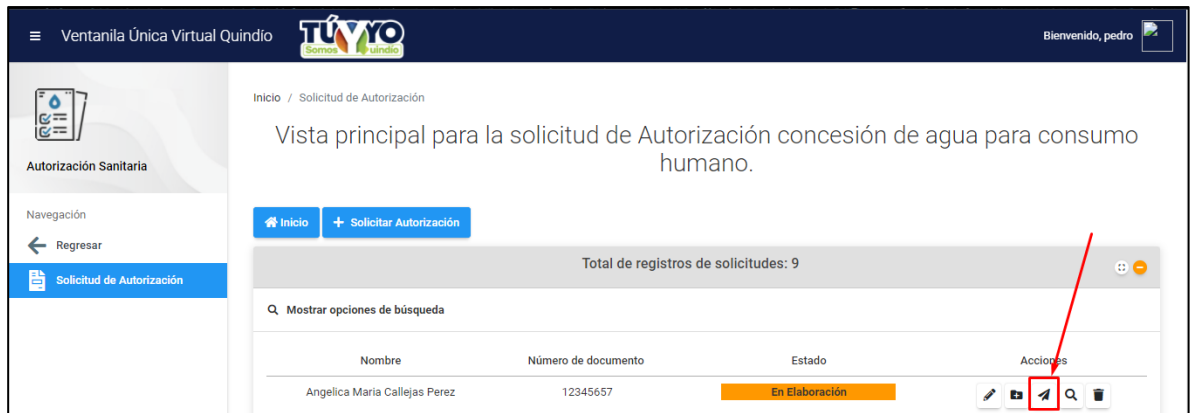 Ventanila Única Virtual Quindío
TÚ Y YO
Somos Quindío
Bienvenido, pedro
Autorización Sanitaria
Navegación
Regresar
Solicitud de Autorización
Inicio / Solicitud de Autorización
Vista principal para la solicitud de Autorización concesión de agua para consumo
humano.
Inicio
+ Solicitar Autorización
Total de registros de solicitudes: 9
Mostrar opciones de búsqueda
Nombre Número de documento Estado Acciones
Angelica Maria Callejas Perez 12345657 En Elaboración